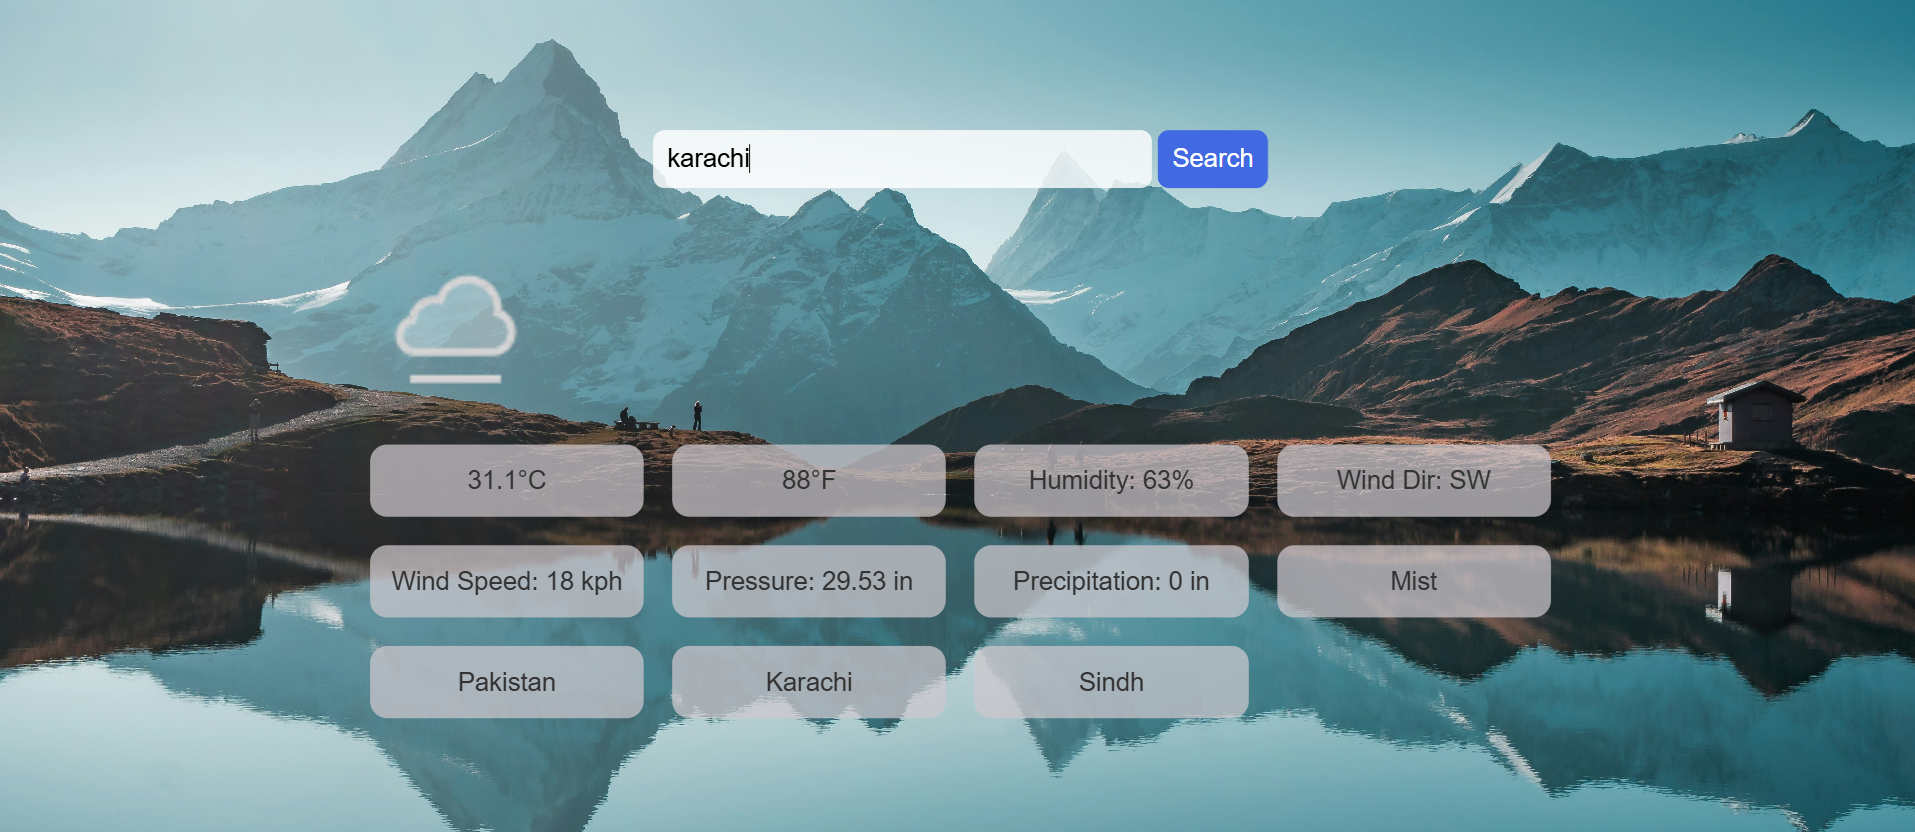 karachi
Search
31.1°C
88°F
Humidity: 63%
Wind Dir: SW
Wind Speed: 18 kph
Pressure: 29.53 in
Precipitation: 0 in
Mist
Pakistan
Karachi
Sindh